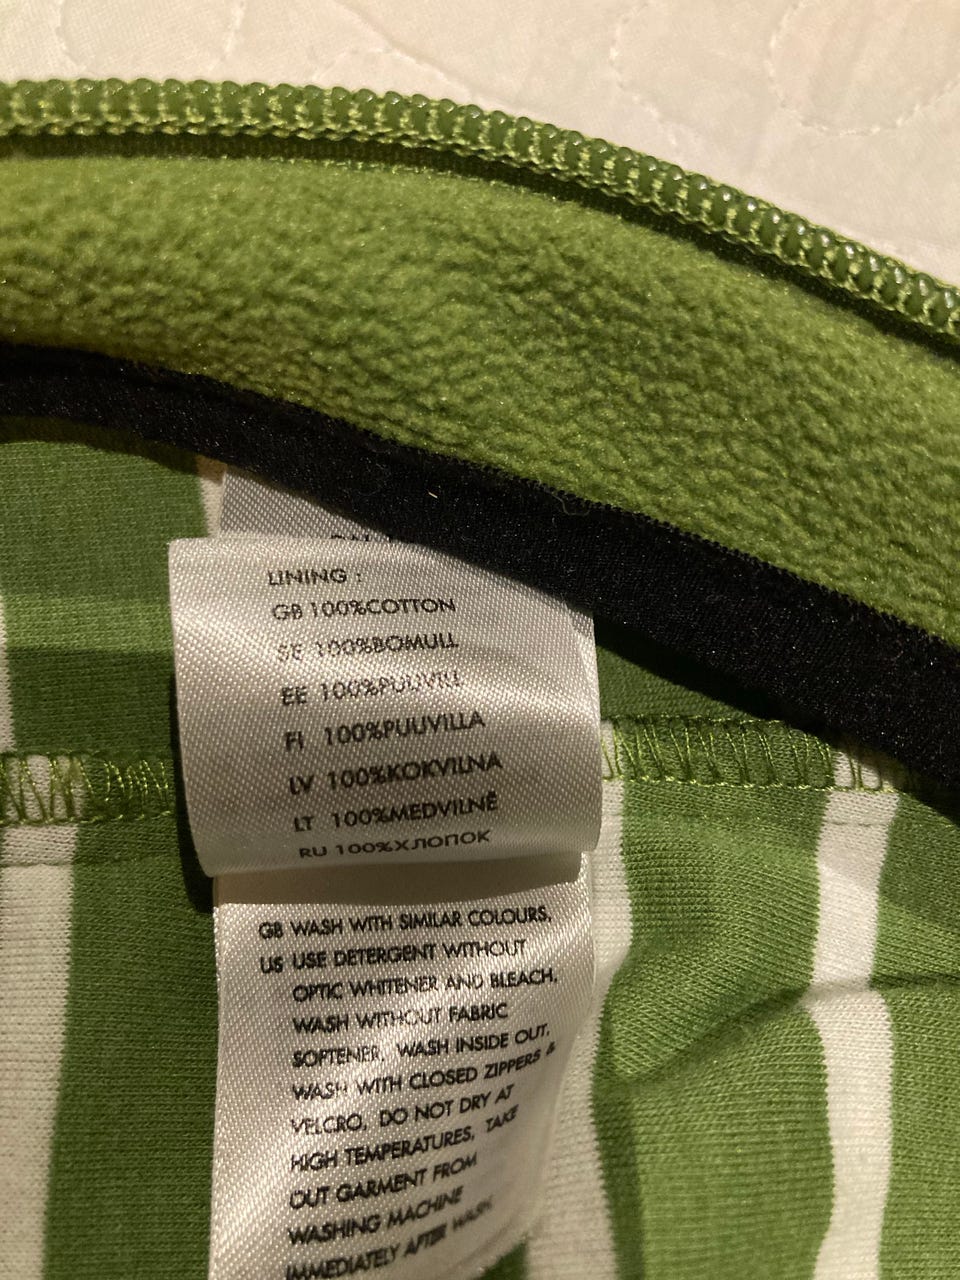 LINING :
GB 100%COTTON
SE 100%BOMULL
EE 100%PUUVILL
FI 100%PUUVILLA
LV 100%KOKVILNA
LT 100%MEDVILNĖ
RU 100%ХЛОПОК
GB WASH WITH SIMILAR COLOURS,
US USE DETERGENT WITHOUT
OPTIC WHITENER AND BLEACH,
WASH WITHOUT FABRIC
SOFTENER, WASH INSIDE OUT,
WASH WITH CLOSED ZIPPERS &
VELCRO, DO NOT DRY AT
HIGH TEMPERATURES, TAKE
OUT GARMENT FROM
WASHING MACHINE
IMMEDIATELY AFTER WASH.